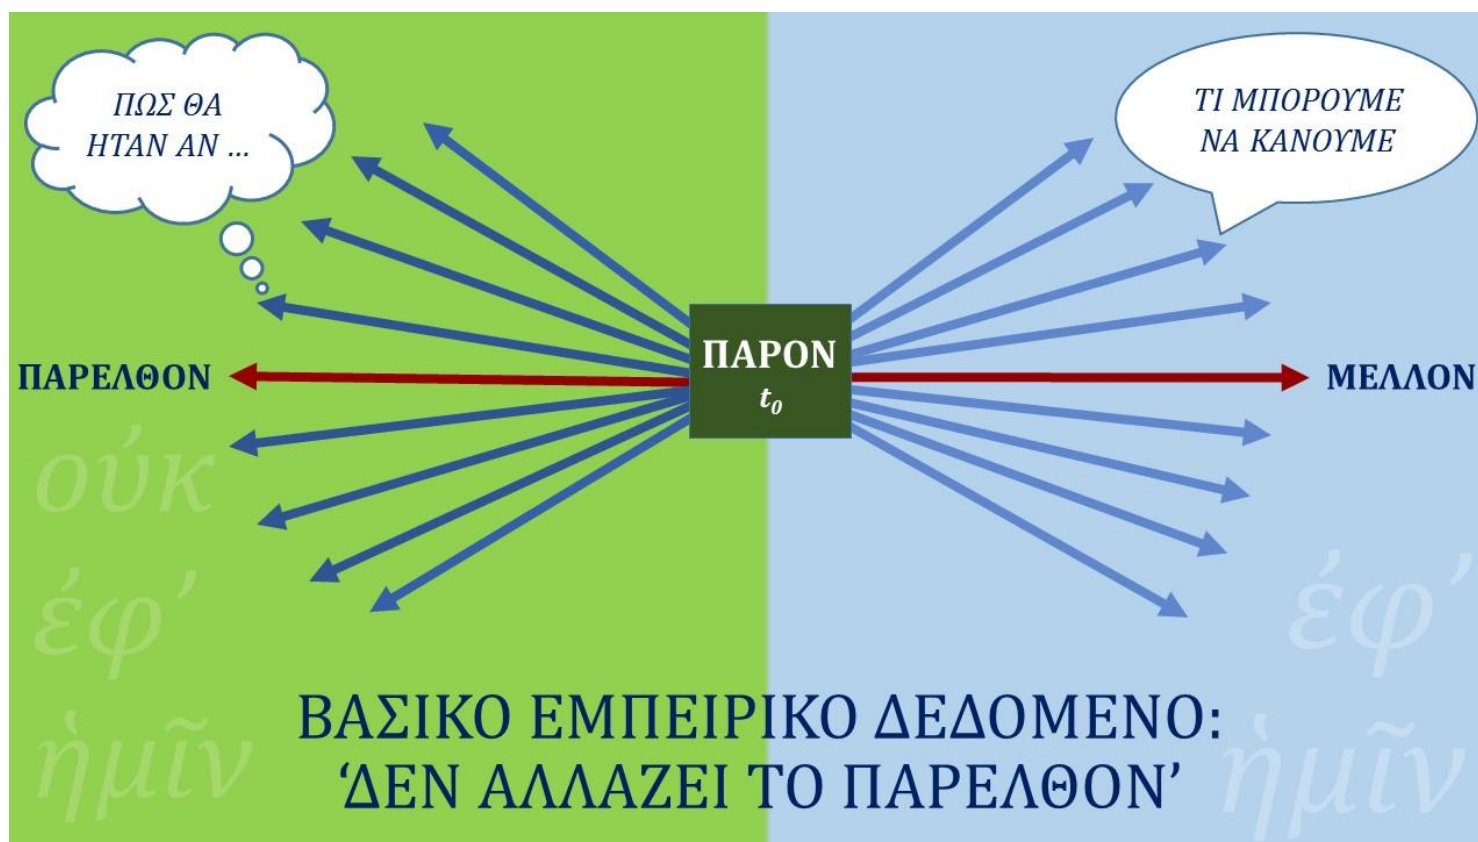 ΠΩΣ ΘΑ
ΗΤΑΝ ΑΝ ...
ΤΙ ΜΠΟΡΟΥΜΕ
ΝΑ ΚΑΝΟΥΜΕ
ΠΑΡΕΛΘΟΝ
ΠΑΡΟΝ
t₀
ΜΕΛΛΟΝ
οὐκ
ἐφ’
ἡμῖν
ἐφ’
ἡμῖν
ΒΑΣΙΚΟ ΕΜΠΕΙΡΙΚΟ ΔΕΔΟΜΕΝΟ:
‘ΔΕΝ ΑΛΛΑΖΕΙ ΤΟ ΠΑΡΕΛΘΟΝ’